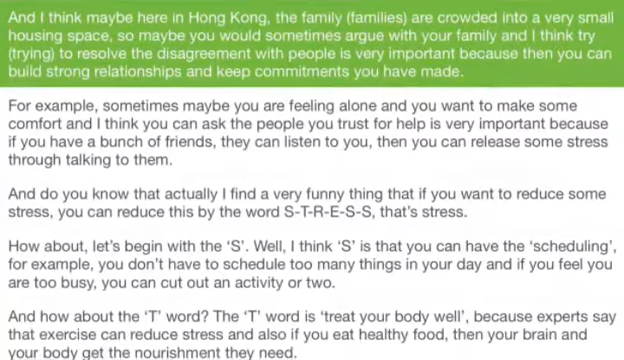 And I think maybe here in Hong Kong, the family (families) are crowded into a very small
housing space, so maybe you would sometimes argue with your family and I think try
(trying) to resolve the disagreement with people is very important because then you can
build strong relationships and keep commitments you have made.
For example, sometimes maybe you are feeling alone and you want to make some
comfort and I think you can ask the people you trust for help is very important because
if you have a bunch of friends, they can listen to you, then you can release some stress
through talking to them.
And do you know that actually I find a very funny thing that if you want to reduce some
stress, you can reduce this by the word S-T-R-E-S-S, that's stress.
How about, let's begin with the ‘S’. Well, I think ‘S’ is that you can have the ‘scheduling’,
for example, you don't have to schedule too many things in your day and if you feel you
are too busy, you can cut out an activity or two.
And how about the ‘T’ word? The ‘T’ word is ‘treat your body well’, because experts say
that exercise can reduce stress and also if you eat healthy food, then your brain and
your body get the nourishment they need.